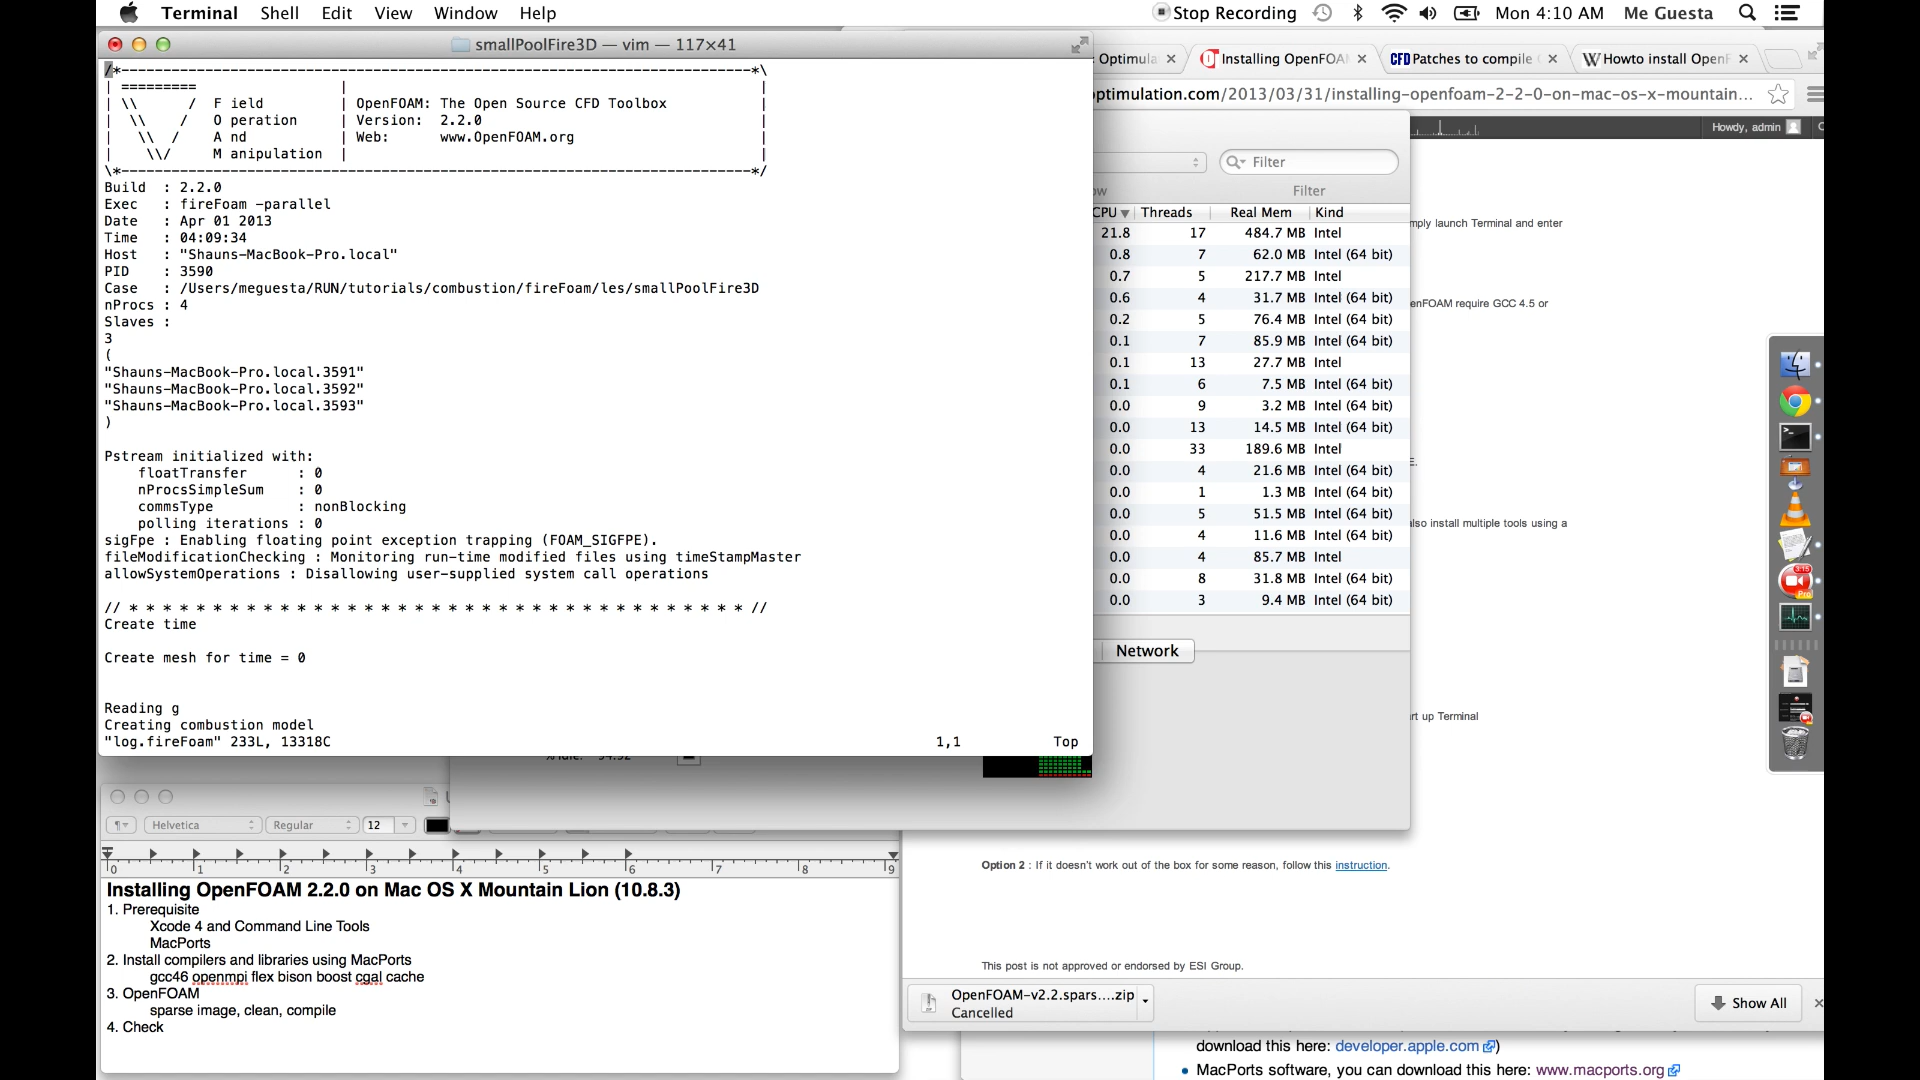 Terminal Shell Edit View Window Help
Stop Recording Mon 4:10 AM Me Guesta
smallPoolFire3D — vim — 117×41
/*---------------------------------------------------------------------------*\
| ========= | |
| \\ / F ield | OpenFOAM: The Open Source CFD Toolbox |
| \\ / O peration | Version: 2.2.0 |
| \\ / A nd | Web: www.OpenFOAM.org |
| \\/ M anipulation | |
\*---------------------------------------------------------------------------*/
Build : 2.2.0
Exec : fireFoam -parallel
Date : Apr 01 2013
Time : 04:09:34
Host : "Shauns-MacBook-Pro.local"
PID : 3590
Case : /Users/meguesta/RUN/tutorials/combustion/fireFoam/les/smallPoolFire3D
nProcs : 4
Slaves :
3
(
"Shauns-MacBook-Pro.local.3591"
"Shauns-MacBook-Pro.local.3592"
"Shauns-MacBook-Pro.local.3593"
)
Pstream initialized with:
floatTransfer : 0
nProcsSimpleSum : 0
commsType : nonBlocking
polling iterations : 0
sigFpe : Enabling floating point exception trapping (FOAM_SIGFPE).
fileModificationChecking : Monitoring run-time modified files using timeStampMaster
allowSystemOperations : Disallowing user-supplied system call operations
// * * * * * * * * * * * * * * * * * * * * * * * * * * * * * * * * * * * * * //
Create time
Create mesh for time = 0
Reading g
Creating combustion model
"log.fireFoam" 233L, 13318C 1,1 Top
Optimula Installing OpenFOA CFD Patches to compile W Howto install OpenF
ptimulation.com/2013/03/31/installing-openfoam-2-2-0-on-mac-os-x-mountain...
Howdy, admin
Filter
Filter
CPU Threads Real Mem Kind
21.8 17 484.7 MB Intel
0.8 7 62.0 MB Intel (64 bit)
0.7 5 217.7 MB Intel
0.6 4 31.7 MB Intel (64 bit)
0.2 5 76.4 MB Intel (64 bit)
0.1 7 85.9 MB Intel (64 bit)
0.1 13 27.7 MB Intel
0.1 6 7.5 MB Intel (64 bit)
0.0 9 3.2 MB Intel (64 bit)
0.0 13 14.5 MB Intel (64 bit)
0.0 33 189.6 MB Intel
0.0 4 21.6 MB Intel (64 bit)
0.0 1 1.3 MB Intel (64 bit)
0.0 5 51.5 MB Intel (64 bit)
0.0 4 11.6 MB Intel (64 bit)
0.0 4 85.7 MB Intel
0.0 8 31.8 MB Intel (64 bit)
0.0 3 9.4 MB Intel (64 bit)
Network
mply launch Terminal and enter
enFOAM require GCC 4.5 or
E.
also install multiple tools using a
rt up Terminal
3:15
Pro
Helvetica Regular 12
0 1 2 3 4 5 6 7 8 9
Installing OpenFOAM 2.2.0 on Mac OS X Mountain Lion (10.8.3)
1. Prerequisite
Xcode 4 and Command Line Tools
MacPorts
2. Install compilers and libraries using MacPorts
gcc46 openmpi flex bison boost cgal cache
3. OpenFOAM
sparse image, clean, compile
4. Check
Option 2 : If it doesn't work out of the box for some reason, follow this instruction.
This post is not approved or endorsed by ESI Group.
OpenFOAM-v2.2.spars....zip
Cancelled
Show All
download this here: developer.apple.com)
• MacPorts software, you can download this here: www.macports.org